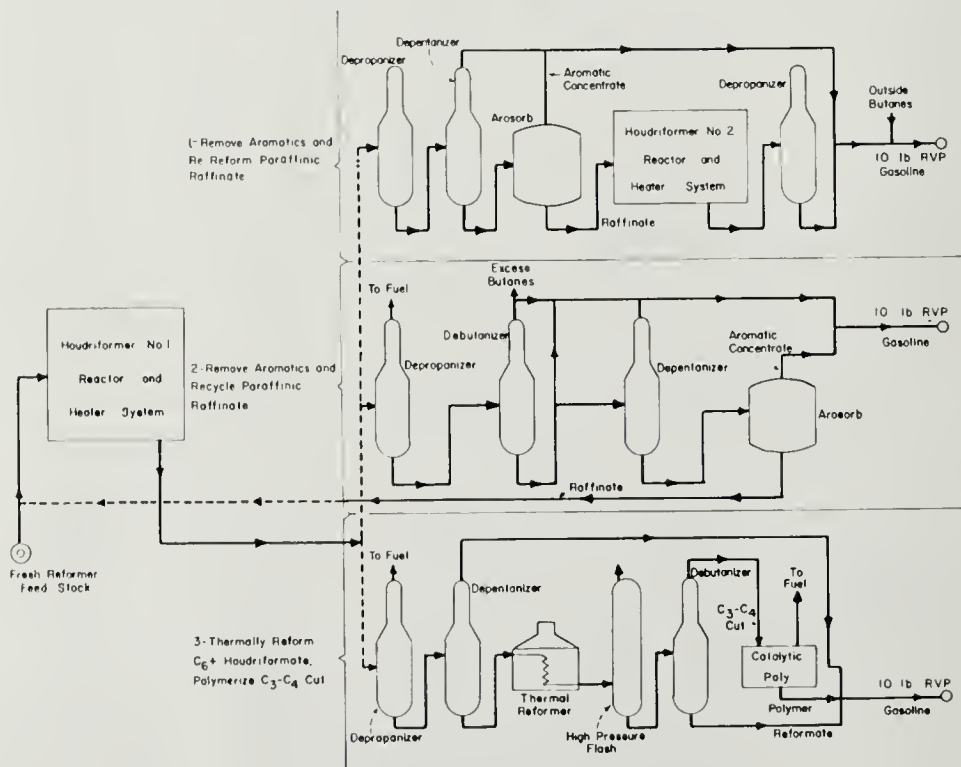 Depropanizer
Depentanizer
Aromatic
Concentrate
Arosorb
Houdriformer No. 2
Reactor and
Heater System
Depropanizer
Outside
Butanes
10 lb RVP
Gasoline
Raffinate
1-Remove Aromatics and
Re Reform Paraffinic
Raffinate
To Fuel
Excess
Butanes
Debutanizer
Depropanizer
Depentanizer
Aromatic
Concentrate
Arosorb
10 lb RVP
Gasoline
Raffinate
2-Remove Aromatics and
Recycle Paraffinic
Raffinate
Houdriformer No. 1
Reactor and
Heater System
Fresh Reformer
Feed Stock
To Fuel
Depentanizer
Debutanizer
C3-C4
Cut
To
Fuel
Catalytic
Poly
Polymer
10 lb RVP
Gasoline
Reformate
Thermal
Reformer
High Pressure
Flash
Depropanizer
3-Thermally Reform
C6+ Houdriformate,
Polymerize C3-C4 Cut